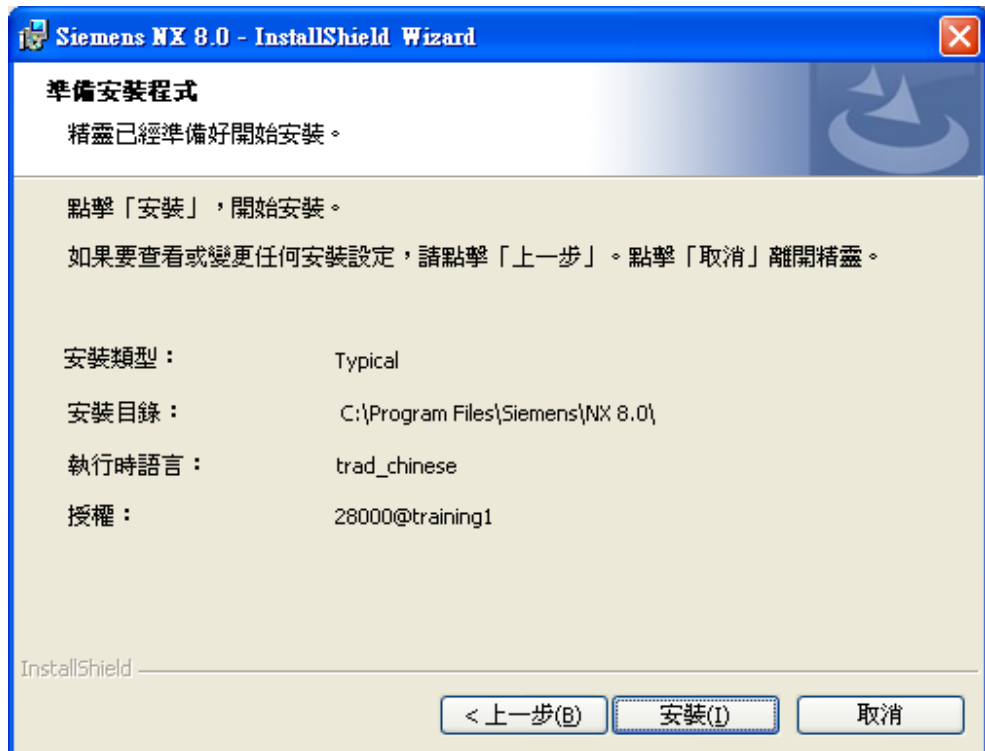 Siemens NX 8.0 - InstallShield Wizard
準備安裝程式
精靈已經準備好開始安裝。
點擊「安裝」，開始安裝。
如果要查看或變更任何安裝設定，請點擊「上一步」。點擊「取消」離開精靈。
安裝類型： Typical
安裝目錄： C:\Program Files\Siemens\NX 8.0\
執行時語言： trad_chinese
授權： 28000@training1
InstallShield
< 上一步(B) 安裝(I) 取消